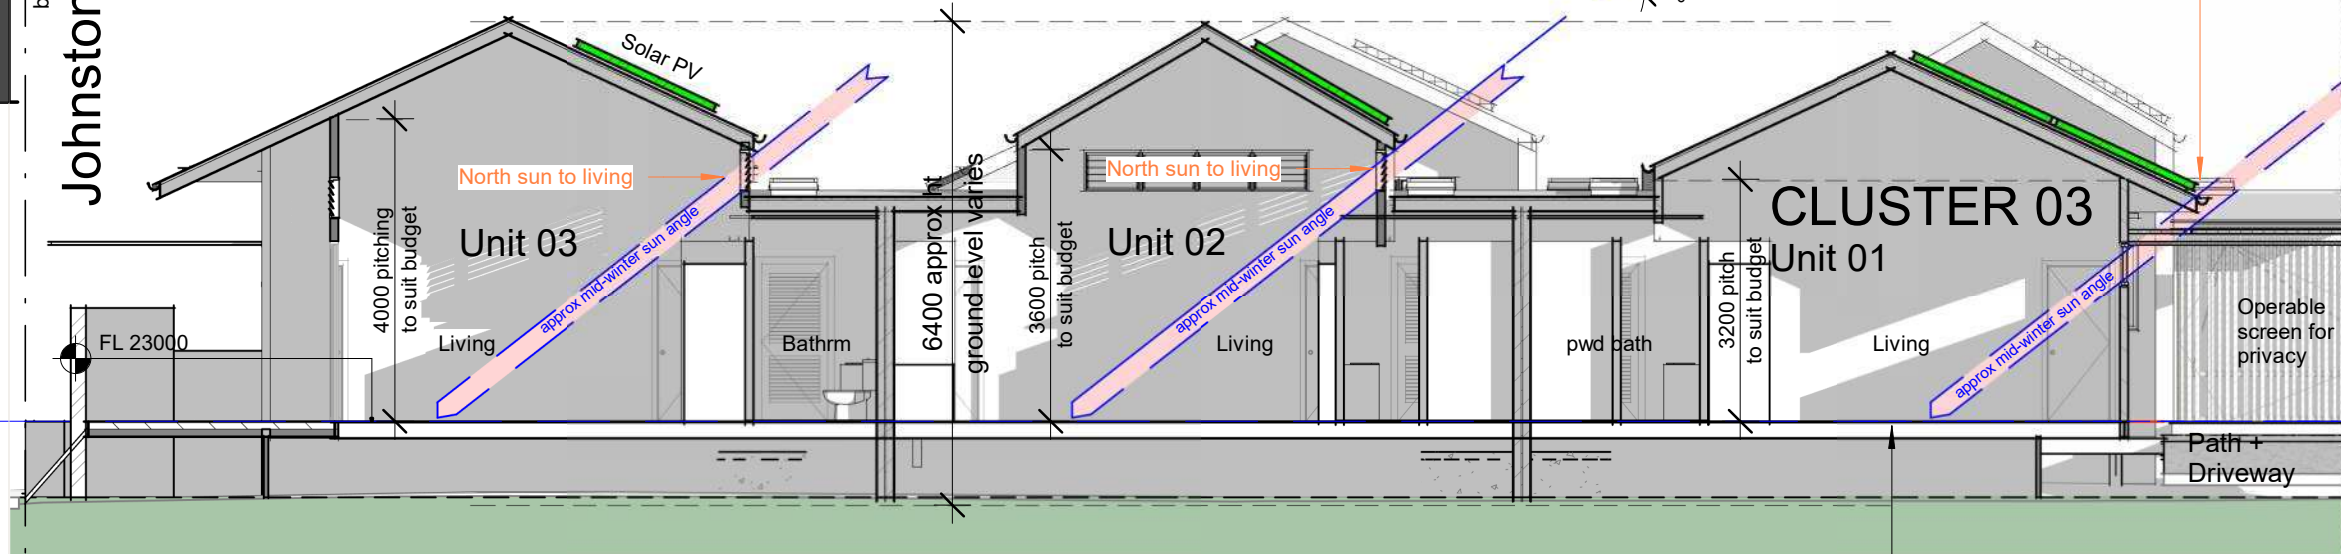 Johnston
Solar PV
North sun to living
North sun to living
CLUSTER 03
Unit 03
Unit 02
Unit 01
4000 pitching
to suit budget
approx mid-winter sun angle
6400 approx ht
ground level varies
3600 pitch
to suit budget
approx mid-winter sun angle
3200 pitch
to suit budget
approx mid-winter sun angle
FL 23000
Living
Bathrm
Living
pwd bath
Living
Operable
screen for
privacy
Path +
Driveway